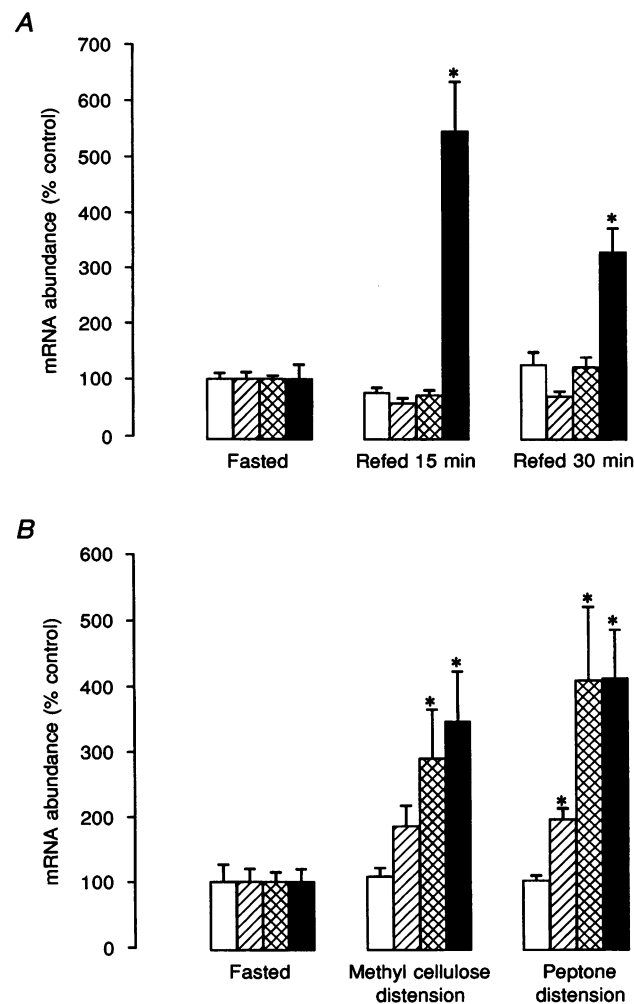 A
mRNA abundance (% control)
700
600
500
400
300
200
100
0
*
*
Fasted
Refed 15 min
Refed 30 min
B
mRNA abundance (% control)
600
500
400
300
200
100
0
*
*
*
*
*
Fasted
Methyl cellulose
distension
Peptone
distension